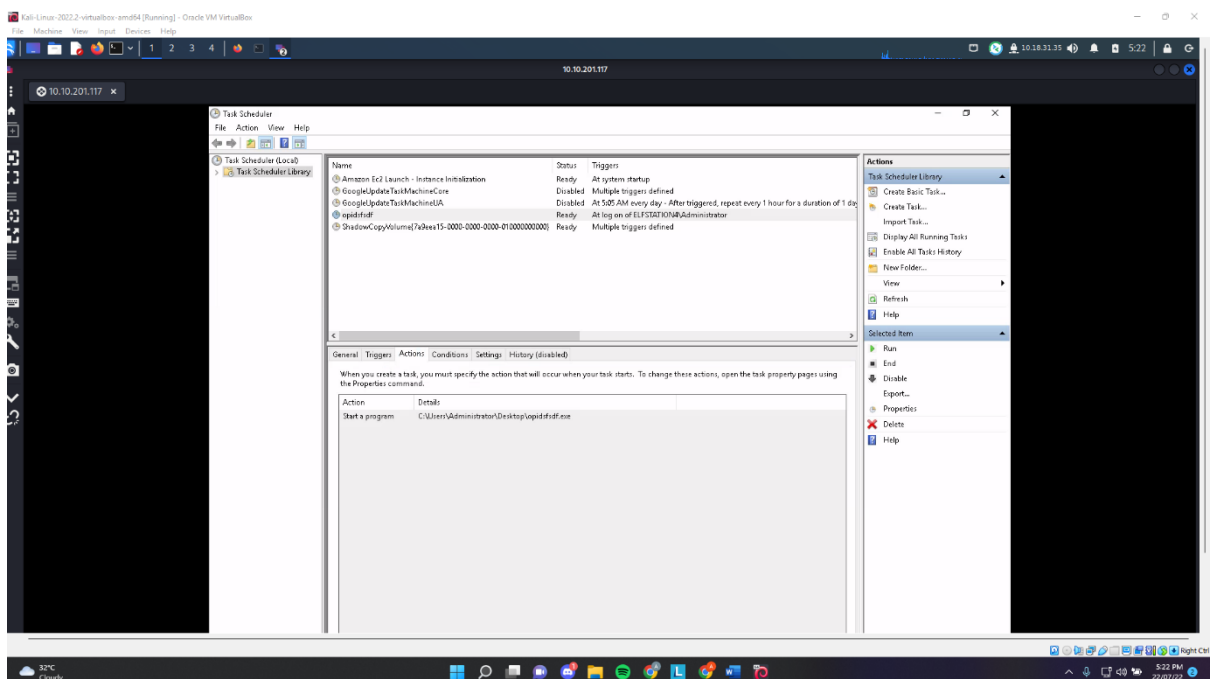 Kali-Linux-2022.2-virtualbox-amd64 [Running] - Oracle VM VirtualBox
File Machine View Input Devices Help
1 2 3 4
10.18.31.35
5:22
10.10.201.117
10.10.201.117
Task Scheduler
File Action View Help
Task Scheduler (Local)
Task Scheduler Library
Name Status Triggers
Amazon Ec2 Launch - Instance Initialization Ready At system startup
GoogleUpdateTaskMachineCore Disabled Multiple triggers defined
GoogleUpdateTaskMachineUA Disabled At 5:05 AM every day - After triggered, repeat every 1 hour for a duration of 1 day
opidsfsdf Ready At log on of ELFSTATION4\Administrator
ShadowCopyVolume{7a9eea15-0000-0000-0000-010000000000} Ready Multiple triggers defined
General Triggers Actions Conditions Settings History (disabled)
When you create a task, you must specify the action that will occur when your task starts. To change these actions, open the task property pages using
the Properties command.
Action Details
Start a program C:\Users\Administrator\Desktop\opidsfsdf.exe
Actions
Task Scheduler Library
Create Basic Task...
Create Task...
Import Task...
Display All Running Tasks
Enable All Tasks History
New Folder...
View
Refresh
Help
Selected Item
Run
End
Disable
Export...
Properties
Delete
Help
Right Ctrl
32°C
Cloudy
5:22 PM
22/07/22